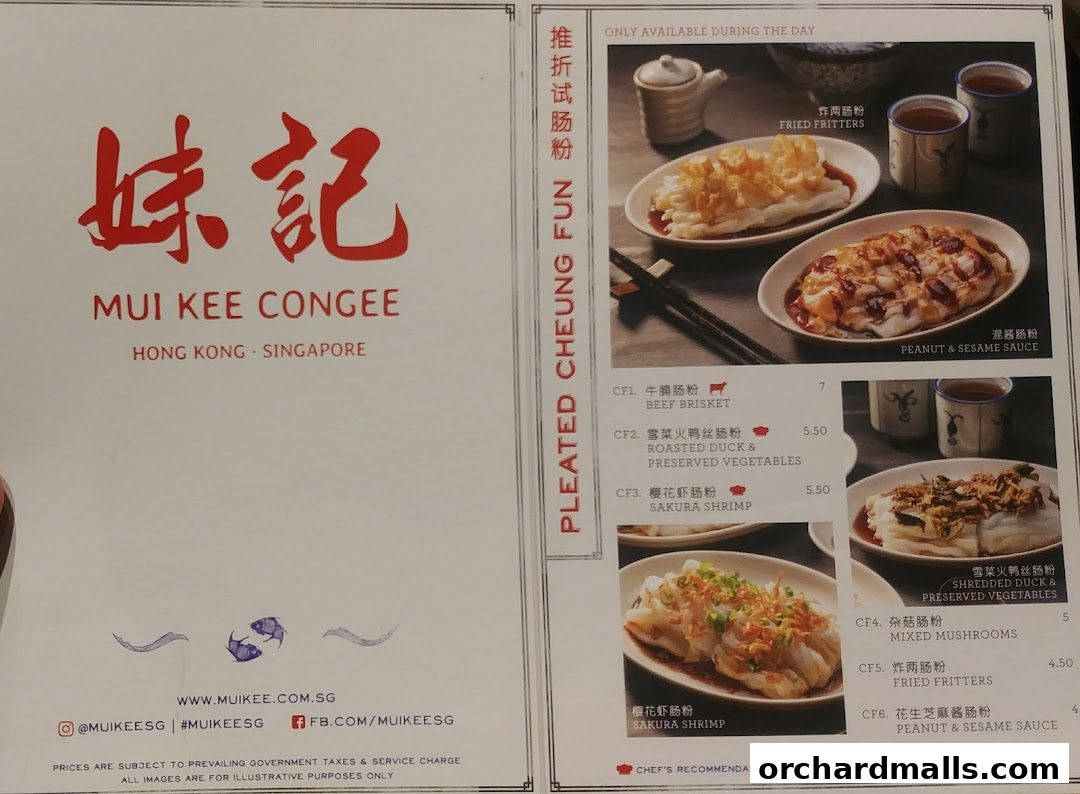 妹記
MUI KEE CONGEE
HONG KONG · SINGAPORE
WWW.MUIKEE.COM.SG
@MUIKEESG | #MUIKEESG FB.COM/MUIKEESG
PRICES ARE SUBJECT TO PREVAILING GOVERNMENT TAXES & SERVICE CHARGE
ALL IMAGES ARE FOR ILLUSTRATIVE PURPOSES ONLY
推折试肠粉 PLEATED CHEUNG FUN
ONLY AVAILABLE DURING THE DAY
炸两肠粉
FRIED FRITTERS
混酱肠粉
PEANUT & SESAME SAUCE
CF1. 牛腩肠粉 7
BEEF BRISKET
CF2. 雪菜火鸭丝肠粉 5.50
ROASTED DUCK &
PRESERVED VEGETABLES
CF3. 樱花虾肠粉 5.50
SAKURA SHRIMP
樱花虾肠粉
SAKURA SHRIMP
雪菜火鸭丝肠粉
SHREDDED DUCK &
PRESERVED VEGETABLES
CF4. 杂菇肠粉 5
MIXED MUSHROOMS
CF5. 炸两肠粉 4.50
FRIED FRITTERS
CF6. 花生芝麻酱肠粉 4
PEANUT & SESAME SAUCE
CHEF'S RECOMMENDA
orchardmalls.com